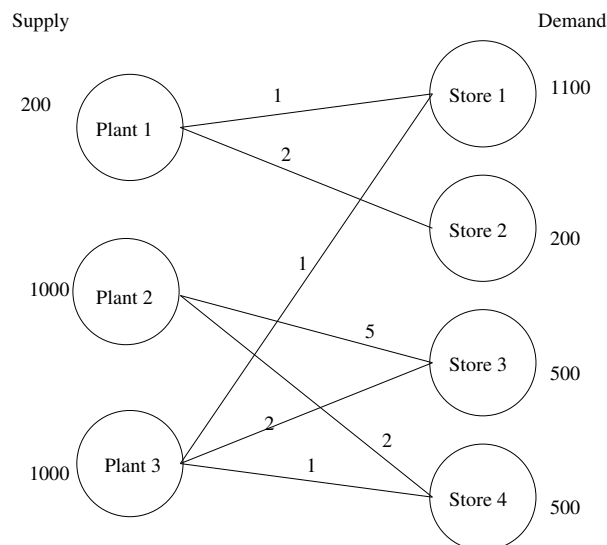 Supply Demand
200 Plant 1 1 Store 1 1100
2 Store 2 200
1000 Plant 2 1
5 Store 3 500
1000 Plant 3 2 2
1 Store 4 500